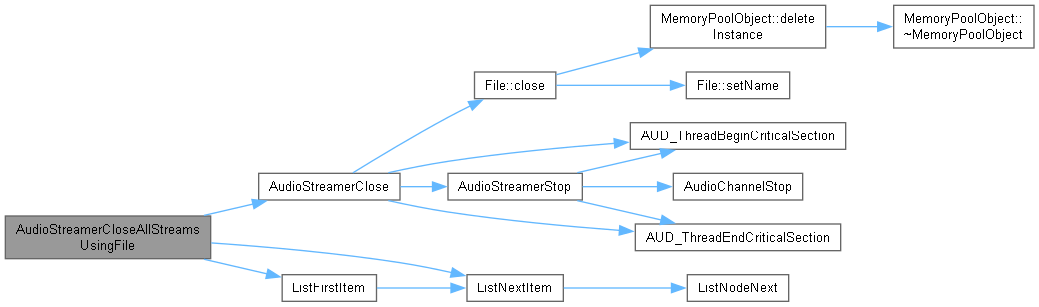 MemoryPoolObject::delete
Instance
MemoryPoolObject::
~MemoryPoolObject
File::close
File::setName
AUD_ThreadBeginCriticalSection
AudioStreamerClose
AudioStreamerStop
AudioChannelStop
AudioStreamerCloseAllStreams
UsingFile
AUD_ThreadEndCriticalSection
ListFirstItem
ListNextItem
ListNodeNext